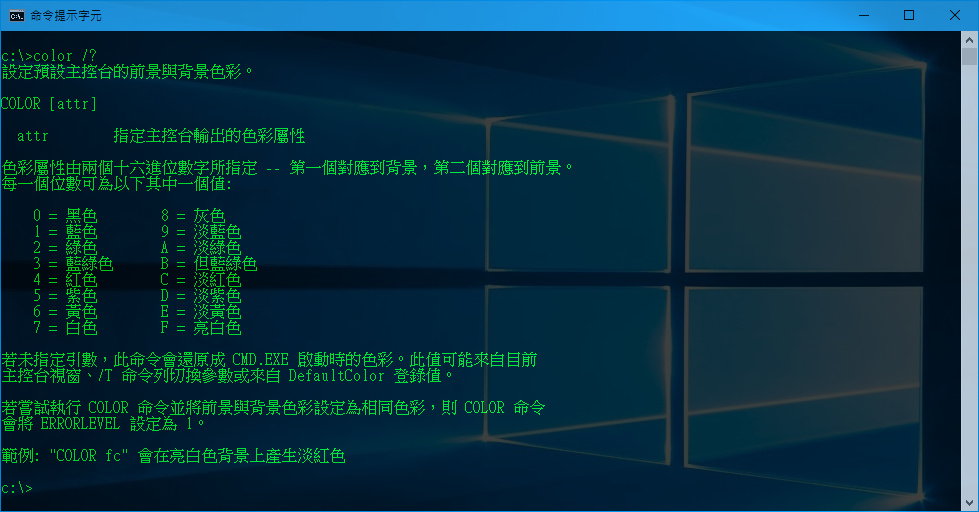 命令提示字元
c:\>color /?
設定預設主控台的前景與背景色彩。
COLOR [attr]
attr 指定主控台輸出的色彩屬性
色彩屬性由兩個十六進位數字所指定 -- 第一個對應到背景，第二個對應到前景。
每一個位數可為以下其中一個值:
0 = 黑色 8 = 灰色
1 = 藍色 9 = 淡藍色
2 = 綠色 A = 淡綠色
3 = 藍綠色 B = 但藍綠色
4 = 紅色 C = 淡紅色
5 = 紫色 D = 淡紫色
6 = 黃色 E = 淡黃色
7 = 白色 F = 亮白色
若未指定引數，此命令會還原成 CMD.EXE 啟動時的色彩。此值可能來自目前
主控台視窗、/T 命令列切換參數或來自 DefaultColor 登錄值。
若嘗試執行 COLOR 命令並將前景與背景色彩設定為相同色彩，則 COLOR 命令
會將 ERRORLEVEL 設定為 1。
範例: "COLOR fc" 會在亮白色背景上產生淡紅色
c:\>